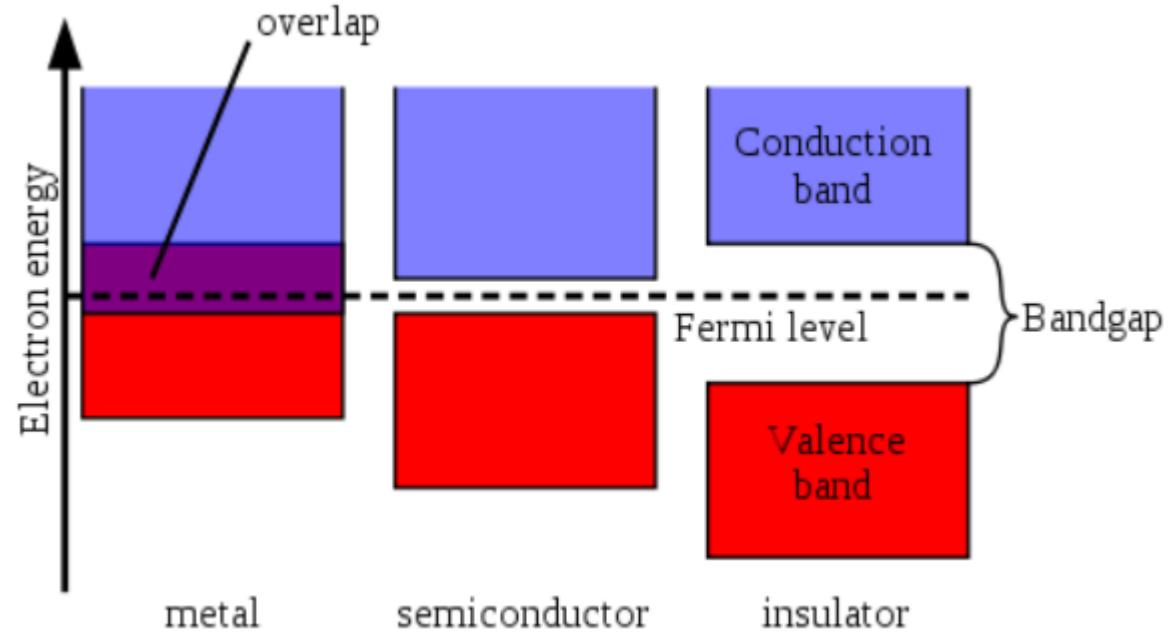 overlap
Electron energy
Conduction
band
Fermi level
Bandgap
Valence
band
metal
semiconductor
insulator